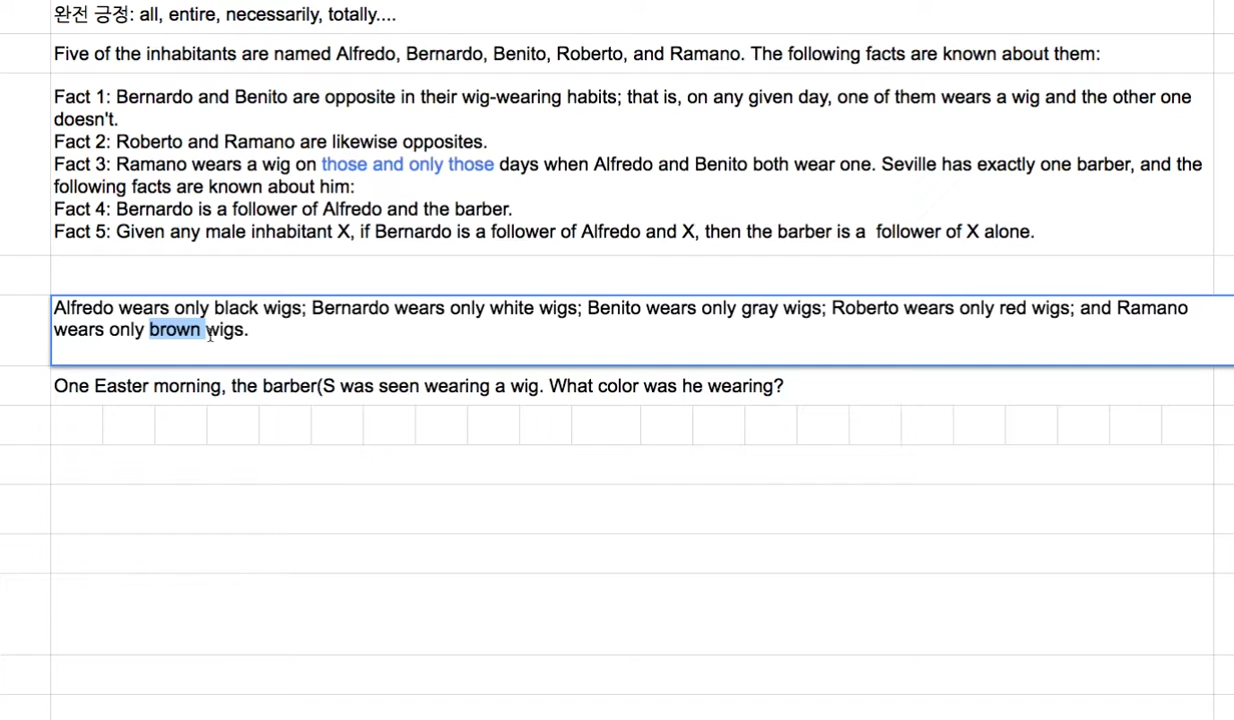 완전 긍정: all, entire, necessarily, totally....
Five of the inhabitants are named Alfredo, Bernardo, Benito, Roberto, and Ramano. The following facts are known about them:
Fact 1: Bernardo and Benito are opposite in their wig-wearing habits; that is, on any given day, one of them wears a wig and the other one
doesn't.
Fact 2: Roberto and Ramano are likewise opposites.
Fact 3: Ramano wears a wig on those and only those days when Alfredo and Benito both wear one. Seville has exactly one barber, and the
following facts are known about him:
Fact 4: Bernardo is a follower of Alfredo and the barber.
Fact 5: Given any male inhabitant X, if Bernardo is a follower of Alfredo and X, then the barber is a  follower of X alone.
Alfredo wears only black wigs; Bernardo wears only white wigs; Benito wears only gray wigs; Roberto wears only red wigs; and Ramano
wears only brown wigs.
One Easter morning, the barber(S was seen wearing a wig. What color was he wearing?